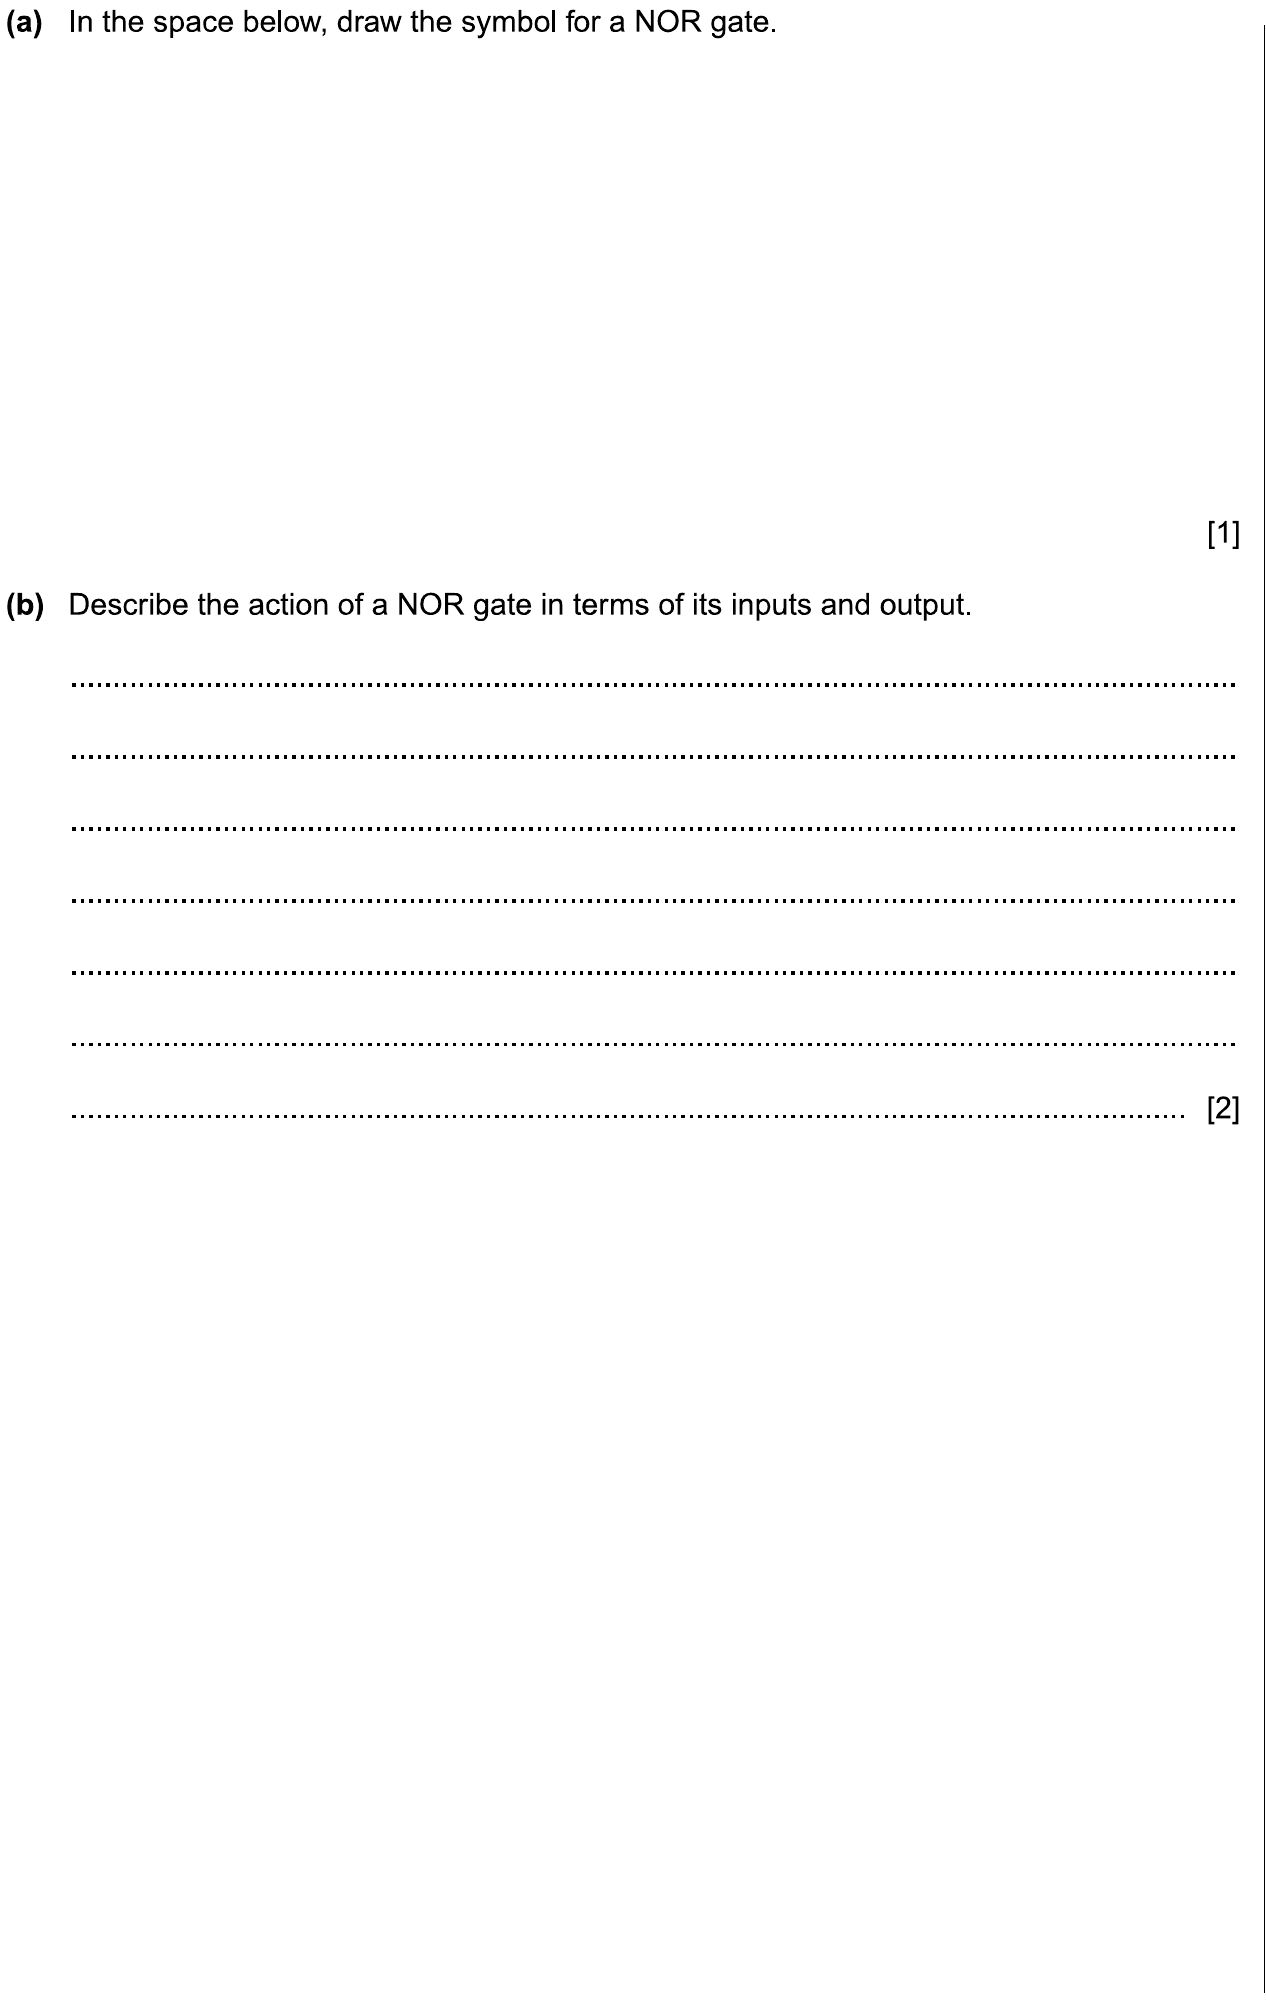 (a) In the space below, draw the symbol for a NOR gate.
[1]
(b) Describe the action of a NOR gate in terms of its inputs and output.
[2]